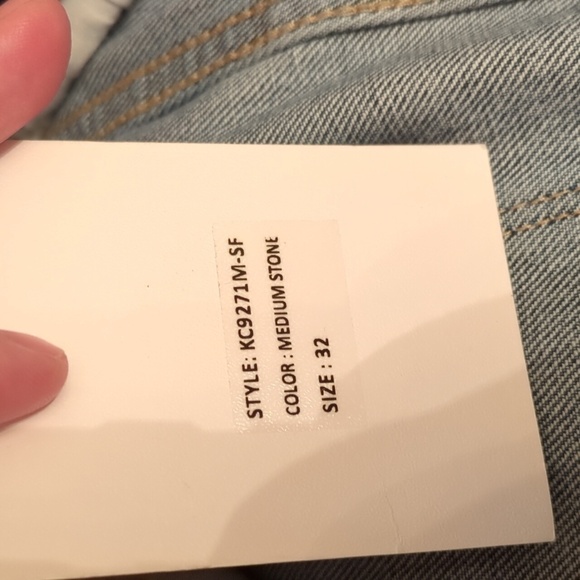 STYLE: KC9271M-SF
COLOR : MEDIUM STONE
SIZE : 32